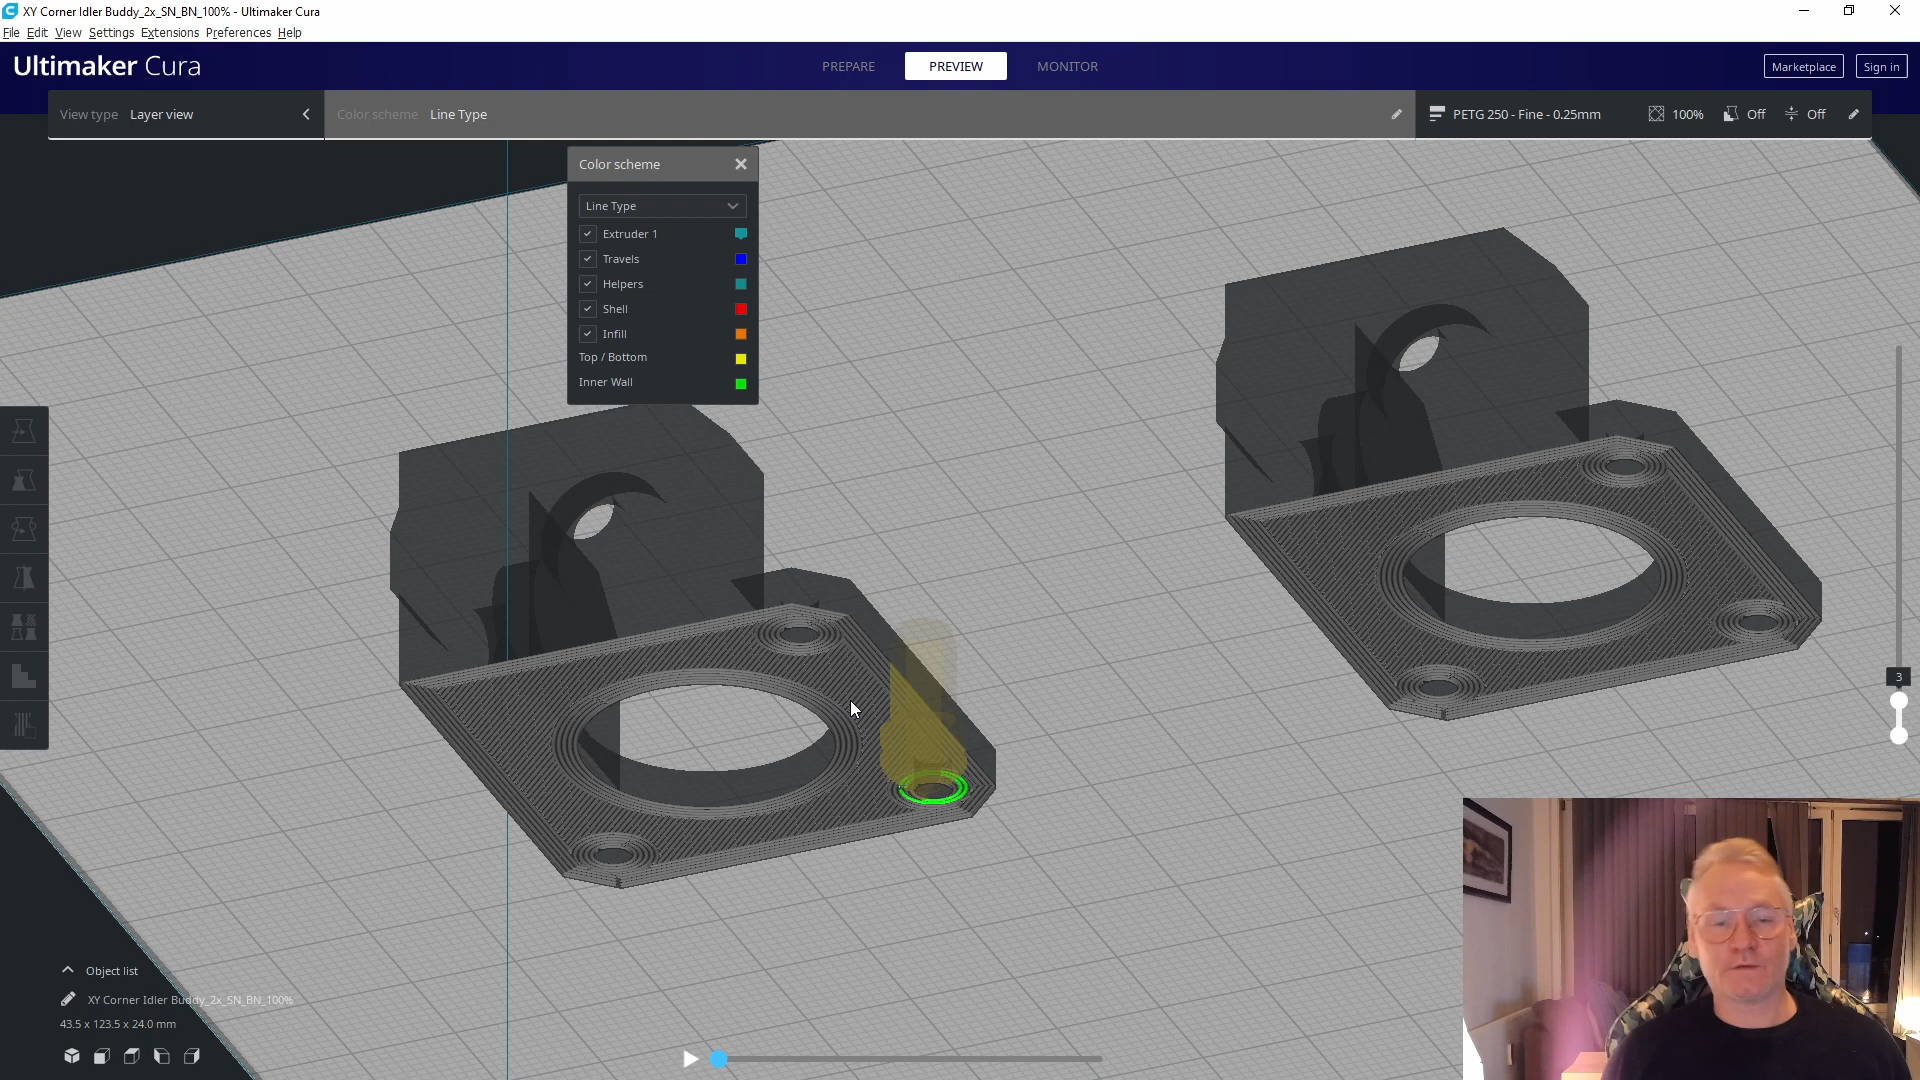 XY Corner Idler Buddy_2x_SN_BN_100% - Ultimaker Cura
File Edit View Settings Extensions Preferences Help
Ultimaker Cura
PREPARE PREVIEW MONITOR
Marketplace Sign in
View type Layer view
Color scheme Line Type
PETG 250 - Fine - 0.25mm 100% Off Off
Color scheme
Line Type
Extruder 1
Travels
Helpers
Shell
Infill
Top / Bottom
Inner Wall
3
Object list
XY Corner Idler Buddy_2x_SN_BN_100%
43.5 x 123.5 x 24.0 mm